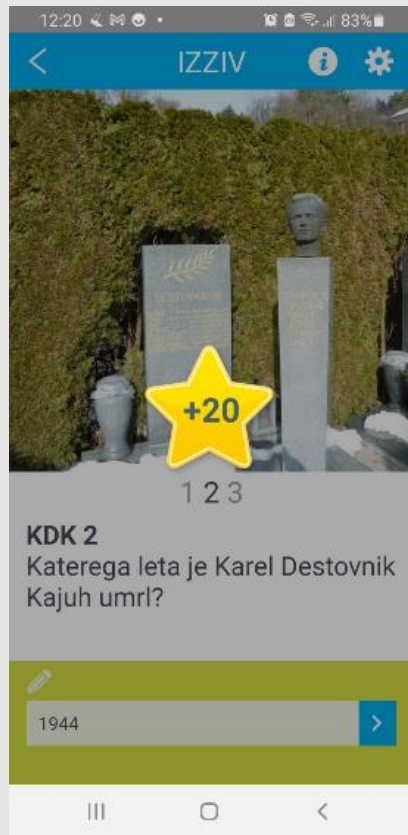 12:20
83%
IZZIV
+20
1 2 3
KDK 2
Katerega leta je Karel Destovnik
Kajuh umrl?
1944